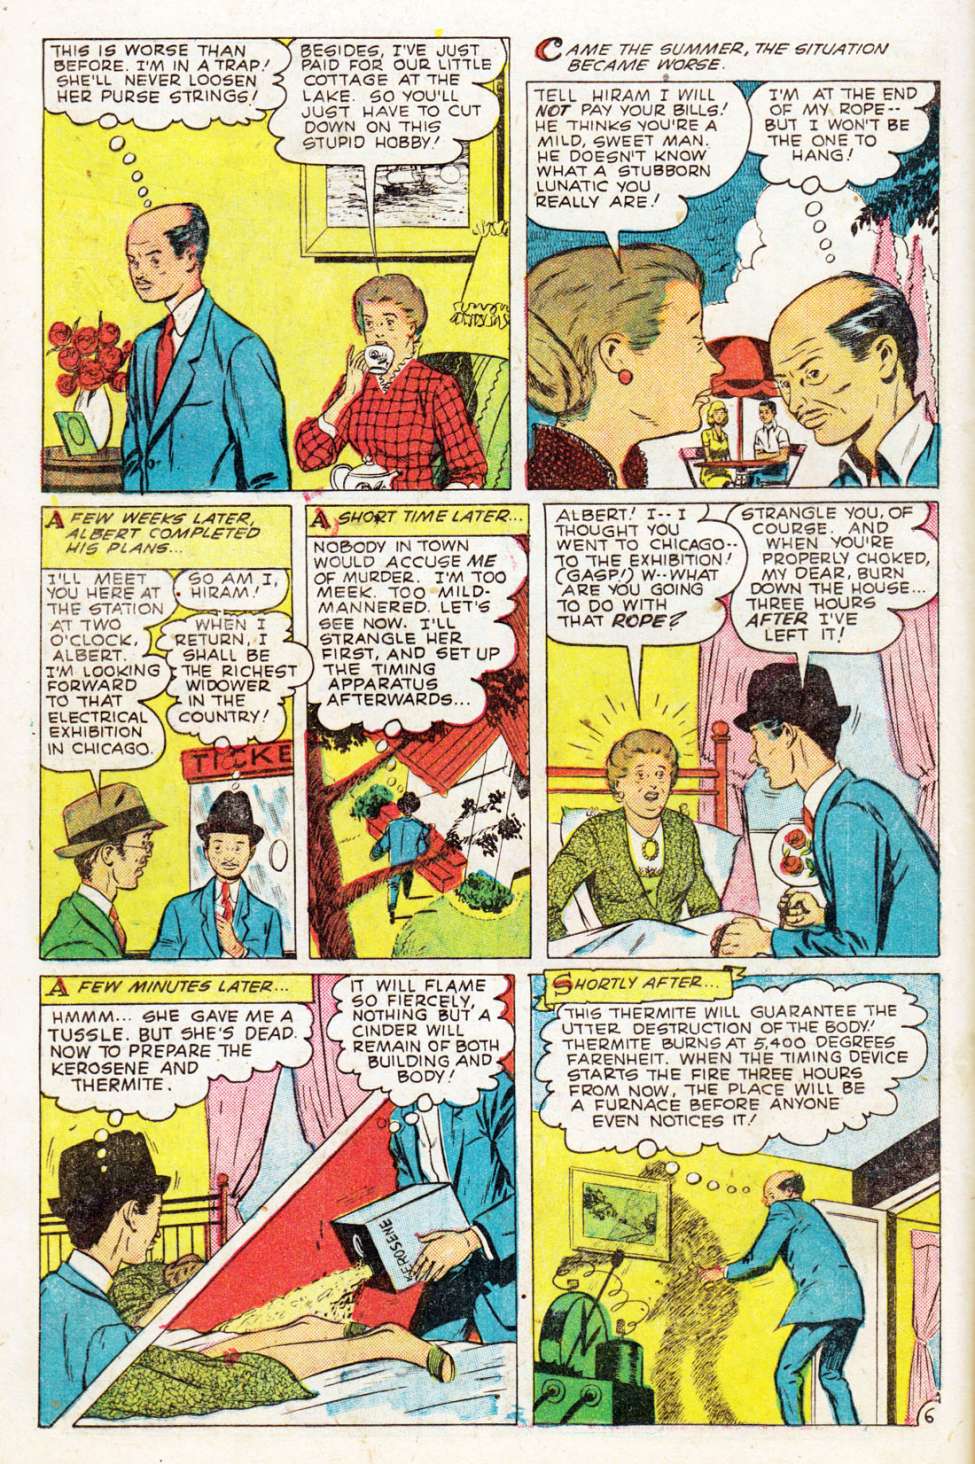 THIS IS WORSE THAN
BEFORE. I'M IN A TRAP!
SHE'LL NEVER LOOSEN
HER PURSE STRINGS!
BESIDES, I'VE JUST
PAID FOR OUR LITTLE
COTTAGE AT THE
LAKE. SO YOU'LL
JUST HAVE TO CUT
DOWN ON THIS
STUPID HOBBY!
CAME THE SUMMER, THE SITUATION
BECAME WORSE.
TELL HIRAM I WILL
NOT PAY YOUR BILLS!
HE THINKS YOU'RE A
MILD, SWEET MAN.
HE DOESN'T KNOW
WHAT A STUBBORN
LUNATIC YOU
REALLY ARE!
I'M AT THE END
OF MY ROPE--
BUT I WON'T BE
THE ONE TO
HANG!
A FEW WEEKS LATER,
ALBERT COMPLETED
HIS PLANS...
I'LL MEET
YOU HERE AT
THE STATION
AT TWO
O'CLOCK,
ALBERT.
I'M LOOKING
FORWARD
TO THAT
ELECTRICAL
EXHIBITION
IN CHICAGO.
SO AM I,
HIRAM!
WHEN I
RETURN, I
SHALL BE
THE RICHEST
WIDOWER
IN THE
COUNTRY!
TICKE
A SHORT TIME LATER...
NOBODY IN TOWN
WOULD ACCUSE ME
OF MURDER. I'M TOO
MEEK. TOO MILD-
MANNERED. LET'S
SEE NOW. I'LL
STRANGLE HER
FIRST, AND SET UP
THE TIMING
APPARATUS
AFTERWARDS...
ALBERT! I-- I
THOUGHT YOU
WENT TO CHICAGO--
TO THE EXHIBITION!
(GASP!) W--WHAT
ARE YOU GOING
TO DO WITH
THAT ROPE?
STRANGLE YOU, OF
COURSE. AND
WHEN YOU'RE
PROPERLY CHOKED,
MY DEAR, BURN
DOWN THE HOUSE...
THREE HOURS
AFTER I'VE
LEFT IT!
A FEW MINUTES LATER...
HMMM... SHE GAVE ME A
TUSSLE. BUT SHE'S DEAD.
NOW TO PREPARE THE
KEROSENE AND
THERMITE.
IT WILL FLAME
SO FIERCELY,
NOTHING BUT A
CINDER WILL
REMAIN OF BOTH
BUILDING AND
BODY!
KEROSENE
SHORTLY AFTER...
THIS THERMITE WILL GUARANTEE THE
UTTER DESTRUCTION OF THE BODY!
THERMITE BURNS AT 5,400 DEGREES
FARENHEIT. WHEN THE TIMING DEVICE
STARTS THE FIRE THREE HOURS
FROM NOW, THE PLACE WILL BE
A FURNACE BEFORE ANYONE
EVEN NOTICES IT!
6